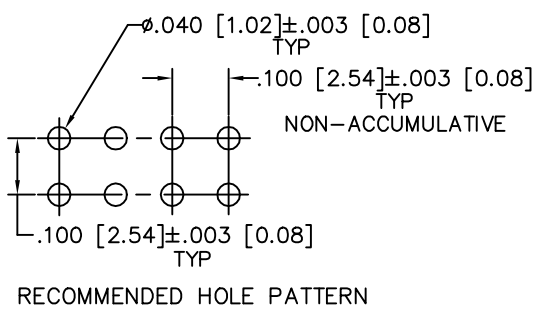 ⌀.040 [1.02]±.003 [0.08]
TYP
.100 [2.54]±.003 [0.08]
TYP
NON-ACCUMULATIVE
.100 [2.54]±.003 [0.08]
TYP
RECOMMENDED HOLE PATTERN